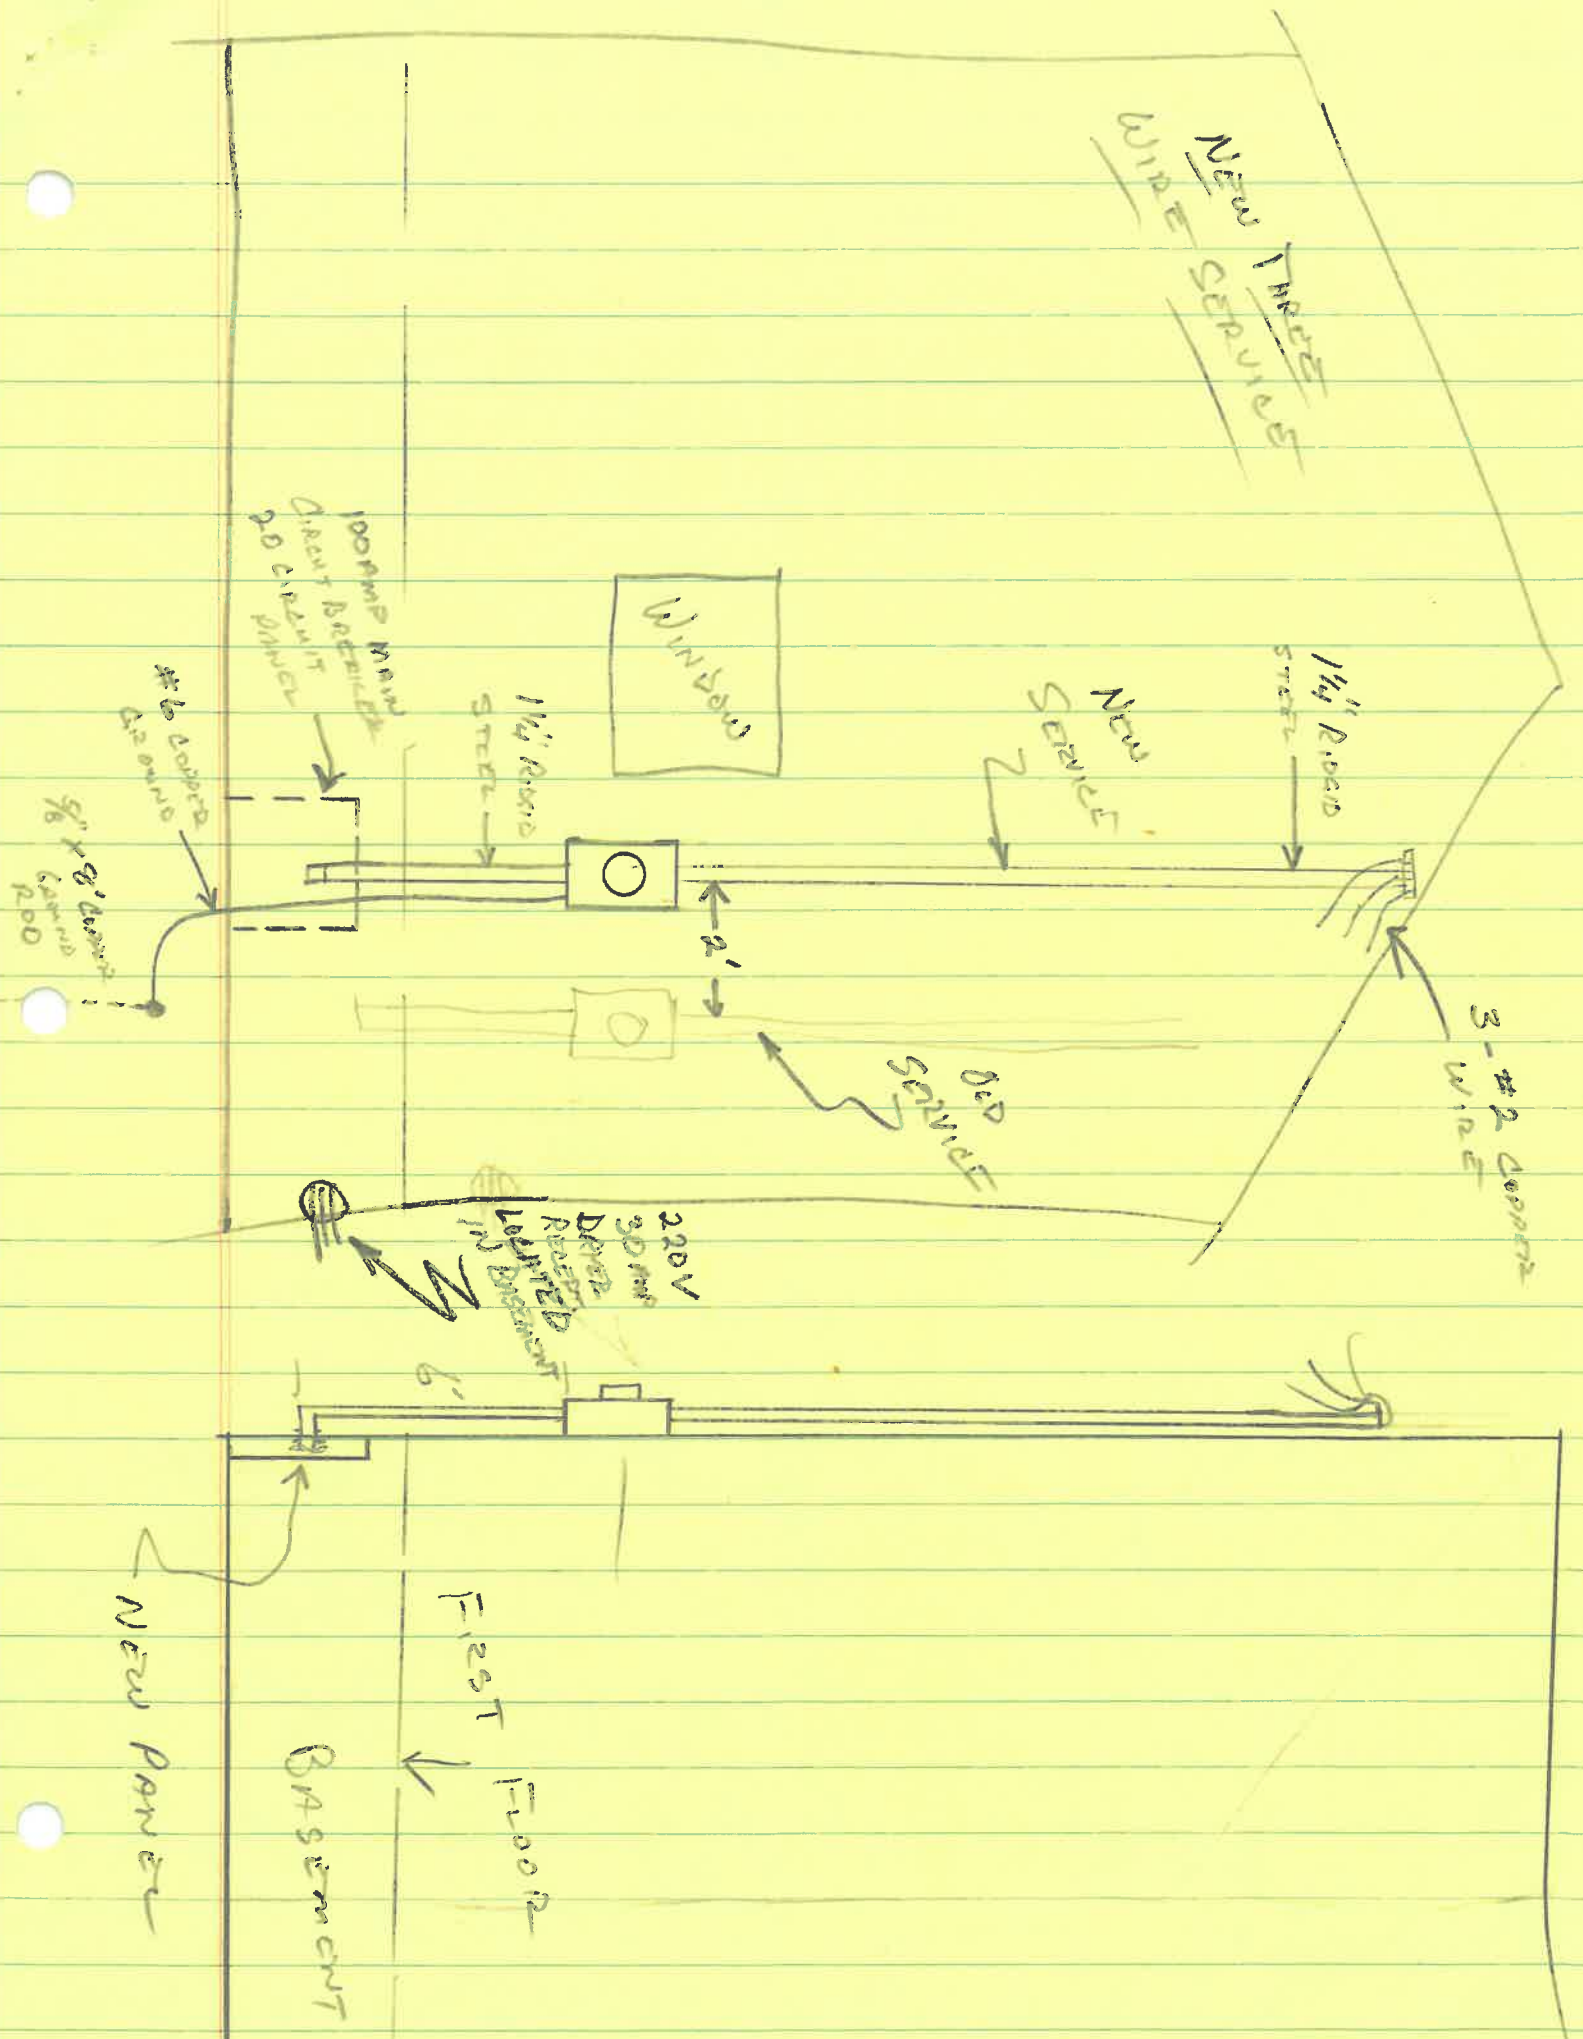 NEW THREE
WIRE SERVICE
3-#2 COPPER
WIRE
1¼" RIGID
STEEL
NEW
SERVICE
OLD
SERVICE
2'
WINDOW
1¼" RIGID
STEEL
220V
30 AMP
DRYER
RECEPT
LOCATED
IN BASEMENT
100 AMP MAIN
CIRCUIT BREAKER
20 CIRCUIT
PANEL
#6 COPPER
GROUND
5/8" X 8' COPPER
GROUND
ROD
6'
FIRST FLOOR
BASEMENT
NEW PANEL